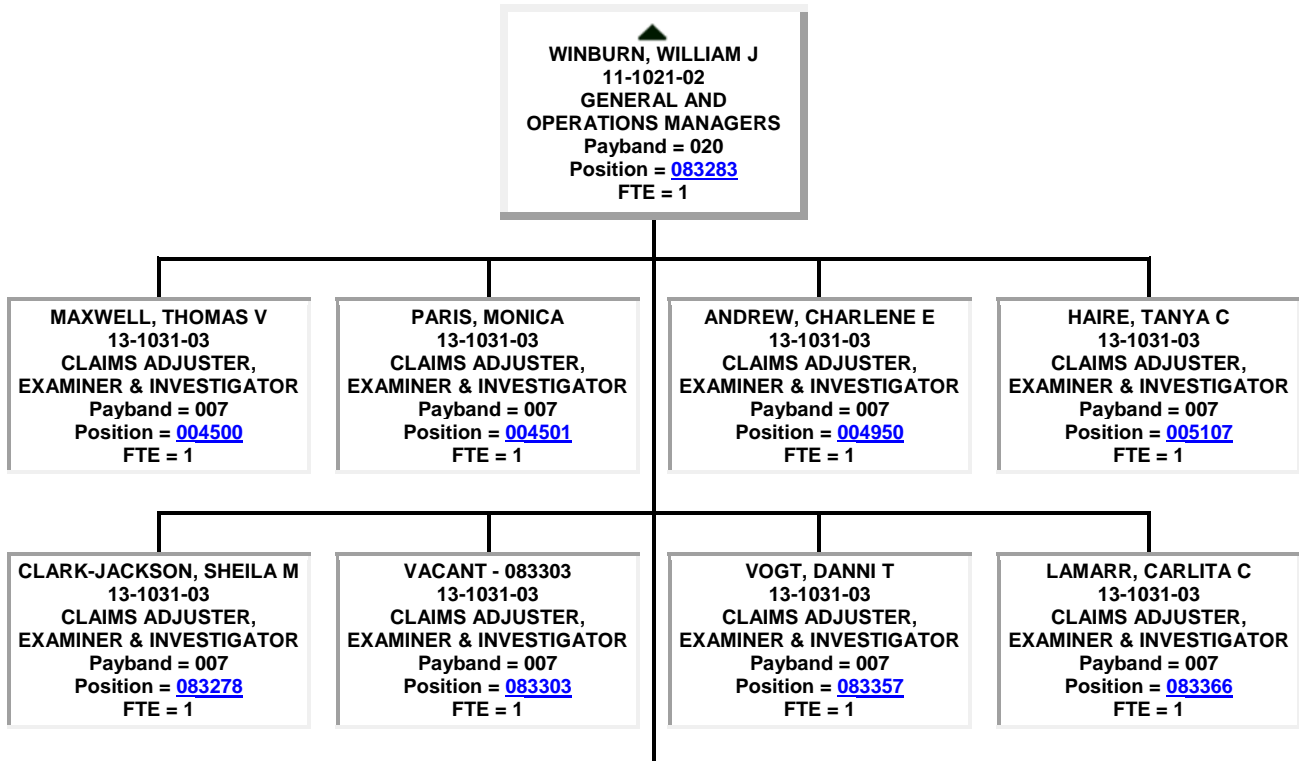 WINBURN, WILLIAM J
11-1021-02
GENERAL AND
OPERATIONS MANAGERS
Payband = 020
Position = 083283
FTE = 1
MAXWELL, THOMAS V
13-1031-03
CLAIMS ADJUSTER,
EXAMINER & INVESTIGATOR
Payband = 007
Position = 004500
FTE = 1
PARIS, MONICA
13-1031-03
CLAIMS ADJUSTER,
EXAMINER & INVESTIGATOR
Payband = 007
Position = 004501
FTE = 1
ANDREW, CHARLENE E
13-1031-03
CLAIMS ADJUSTER,
EXAMINER & INVESTIGATOR
Payband = 007
Position = 004950
FTE = 1
HAIRE, TANYA C
13-1031-03
CLAIMS ADJUSTER,
EXAMINER & INVESTIGATOR
Payband = 007
Position = 005107
FTE = 1
CLARK-JACKSON, SHEILA M
13-1031-03
CLAIMS ADJUSTER,
EXAMINER & INVESTIGATOR
Payband = 007
Position = 083278
FTE = 1
VACANT - 083303
13-1031-03
CLAIMS ADJUSTER,
EXAMINER & INVESTIGATOR
Payband = 007
Position = 083303
FTE = 1
VOGT, DANNI T
13-1031-03
CLAIMS ADJUSTER,
EXAMINER & INVESTIGATOR
Payband = 007
Position = 083357
FTE = 1
LAMARR, CARLITA C
13-1031-03
CLAIMS ADJUSTER,
EXAMINER & INVESTIGATOR
Payband = 007
Position = 083366
FTE = 1